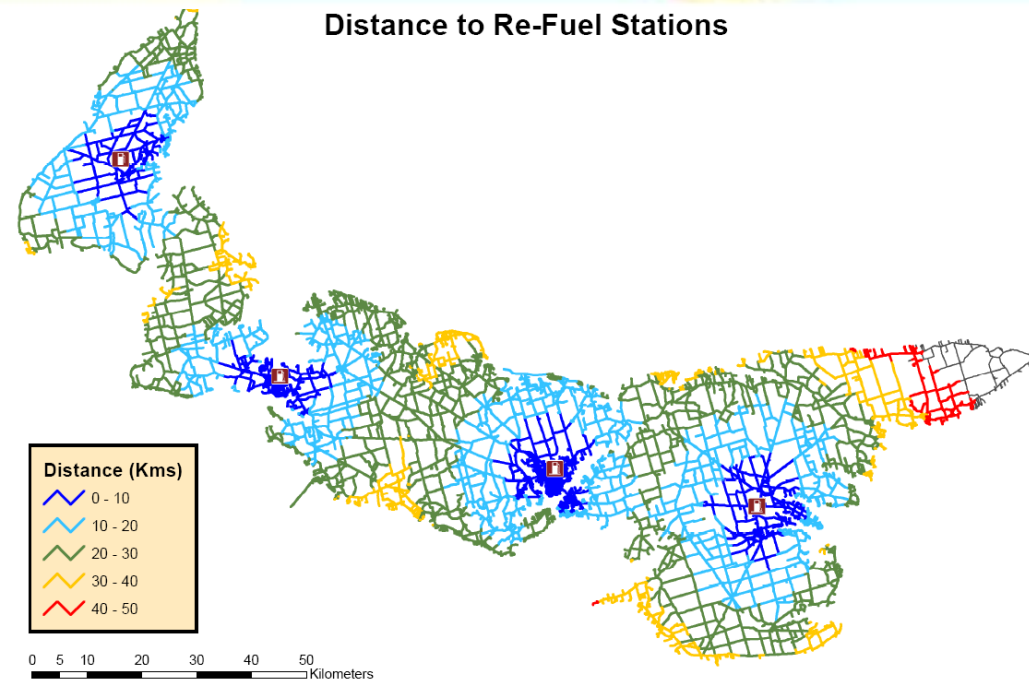 Distance to Re-Fuel Stations
Distance (Kms)
0 - 10
10 - 20
20 - 30
30 - 40
40 - 50
0 5 10 20 30 40 50
Kilometers